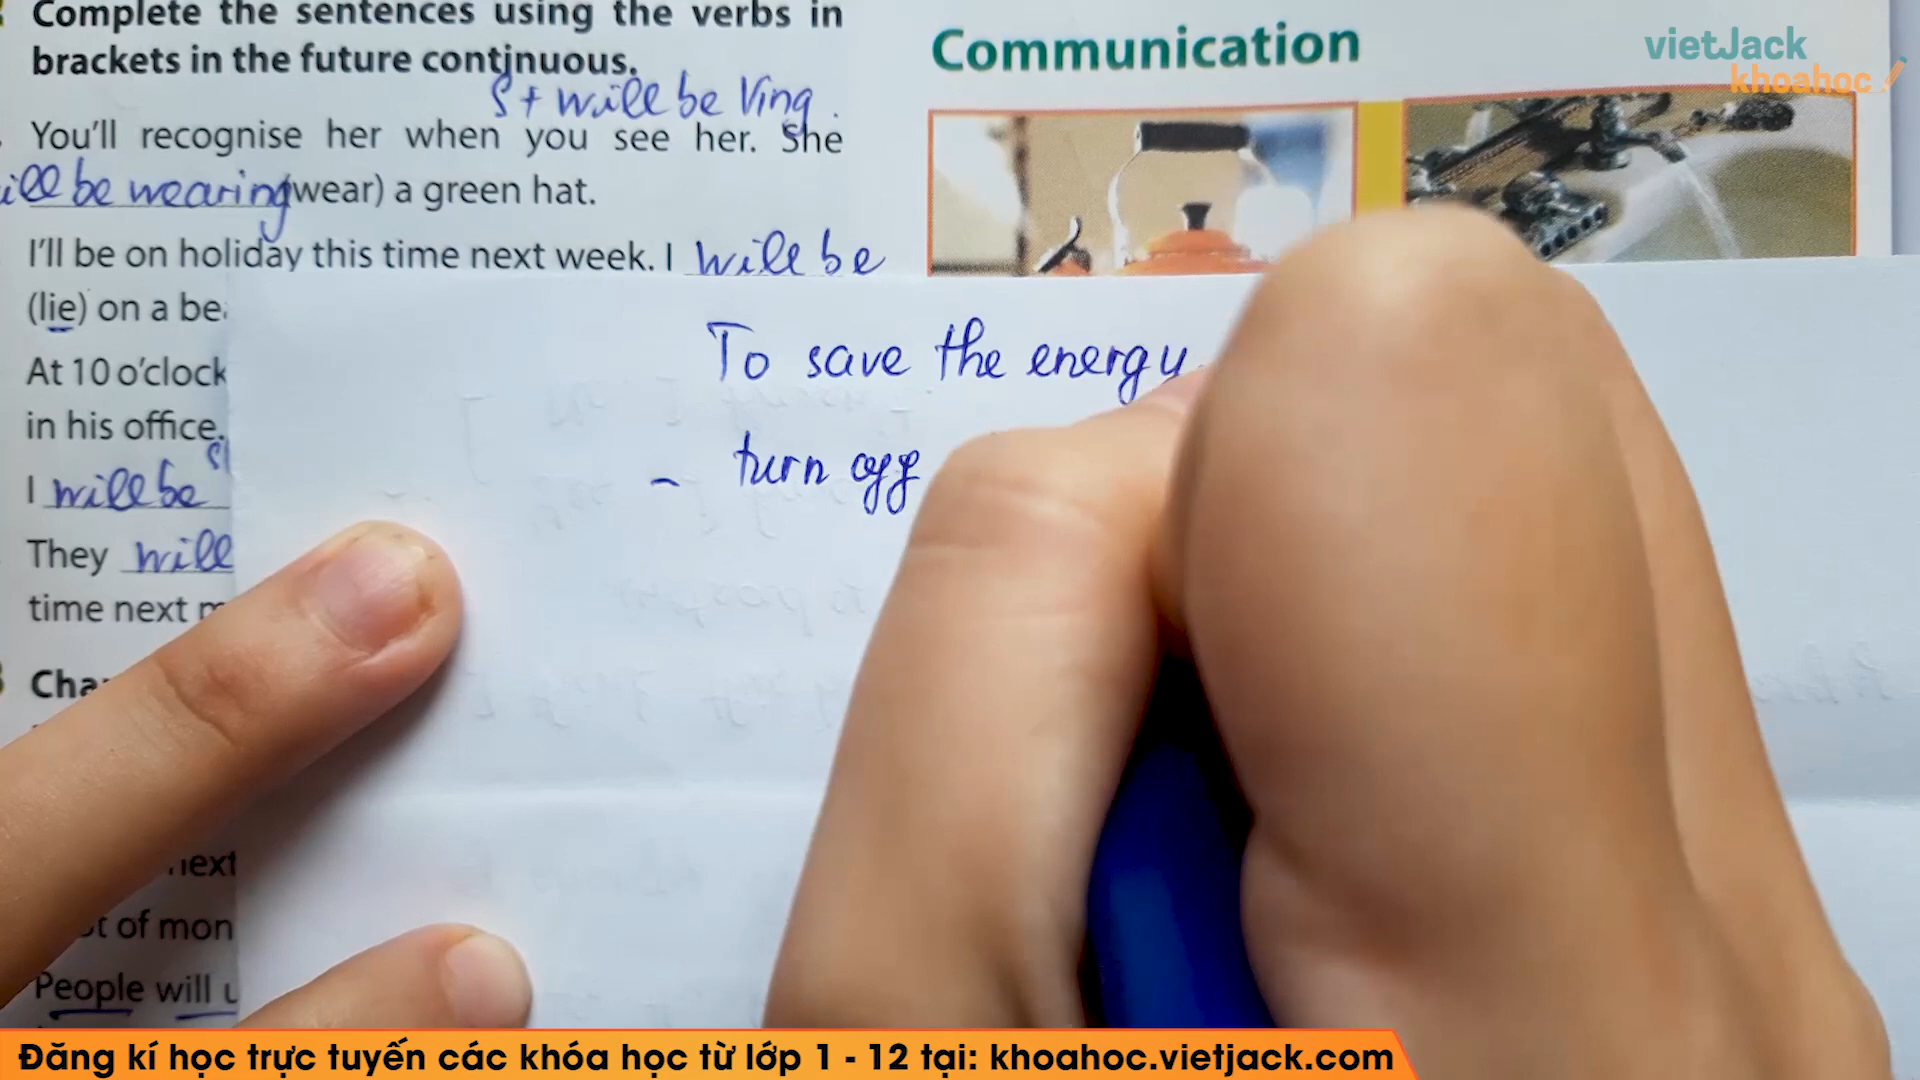 Complete the sentences using the verbs in
brackets in the future continuous.
S + will be Ving.
You'll recognise her when you see her. She
will be wearing (wear) a green hat.
I'll be on holiday this time next week. I will be
(lie) on a
At 10 o'clock
in his office.
I will be
They will
time next
next
of mon
People will
Communication
To save the energy
- turn off
vietJack
khoahoc
Đăng kí học trực tuyến các khóa học từ lớp 1 - 12 tại: khoahoc.vietjack.com